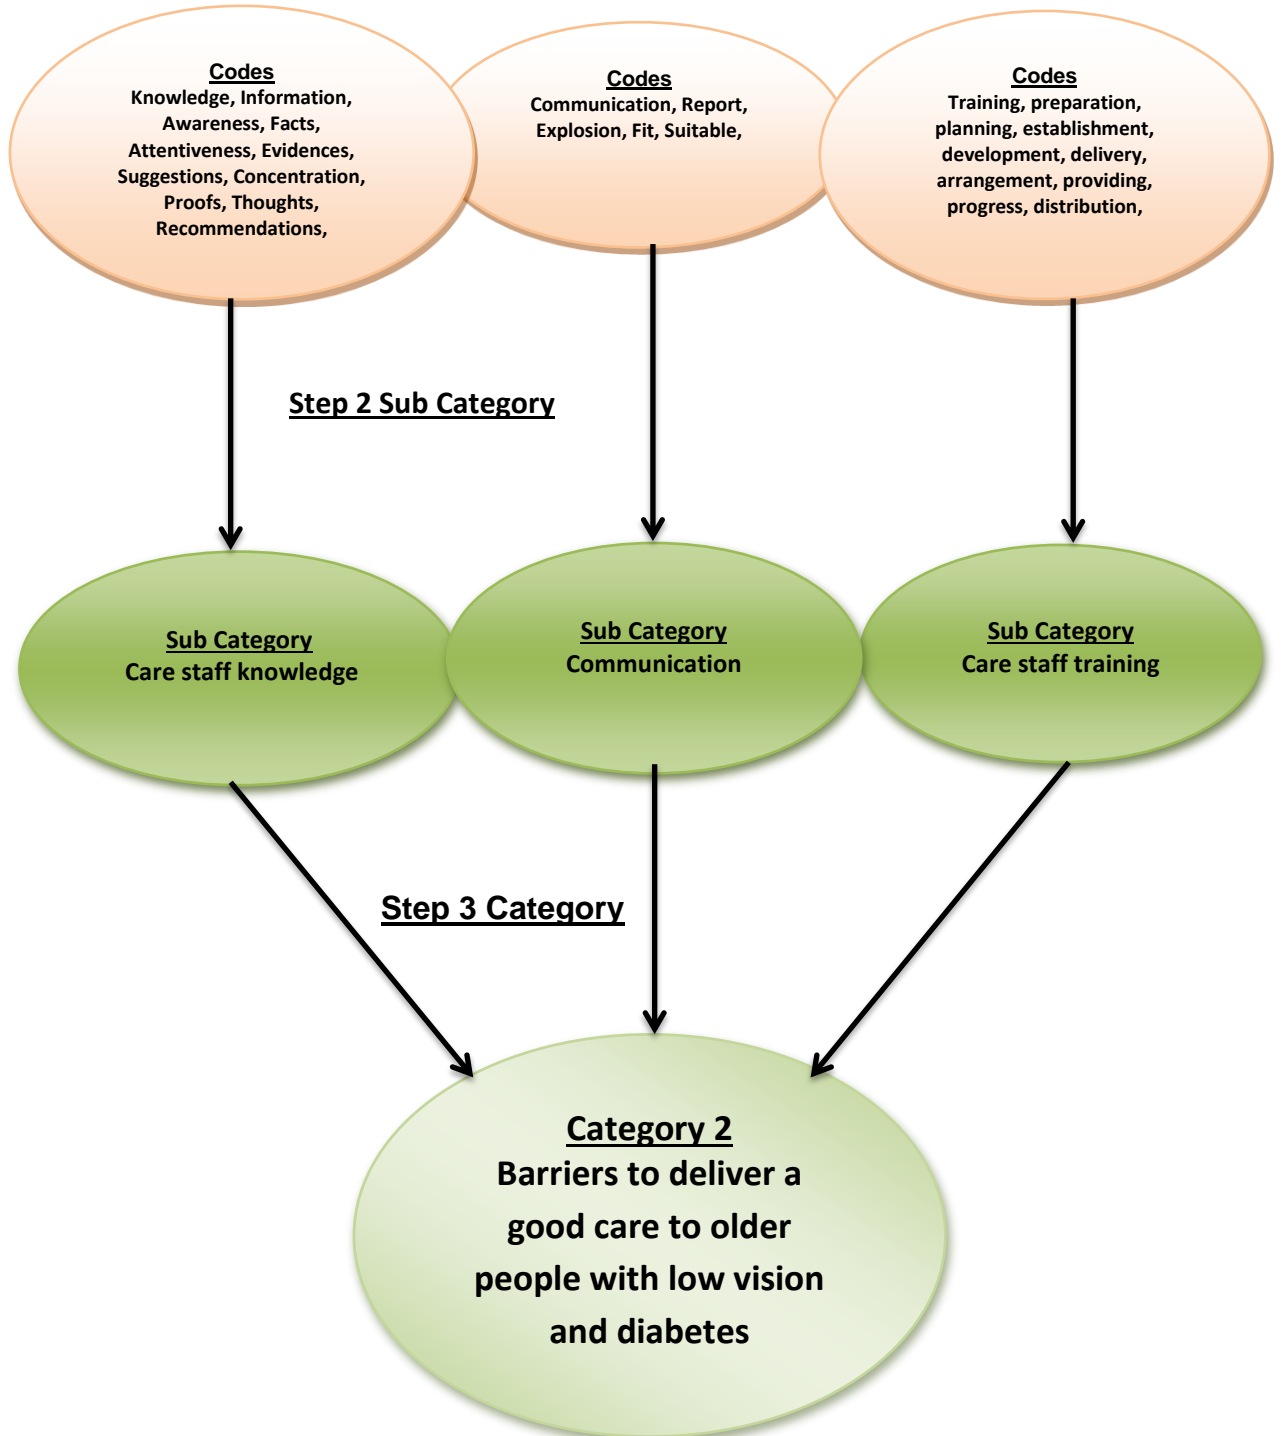 Codes
Knowledge, Information,
Awareness, Facts,
Attentiveness, Evidences,
Suggestions, Concentration,
Proofs, Thoughts,
Recommendations,
Codes
Communication, Report,
Explosion, Fit, Suitable,
Codes
Training, preparation,
planning, establishment,
development, delivery,
arrangement, providing,
progress, distribution,
Step 2 Sub Category
Sub Category
Care staff knowledge
Sub Category
Communication
Sub Category
Care staff training
Step 3 Category
Category 2
Barriers to deliver a
good care to older
people with low vision
and diabetes